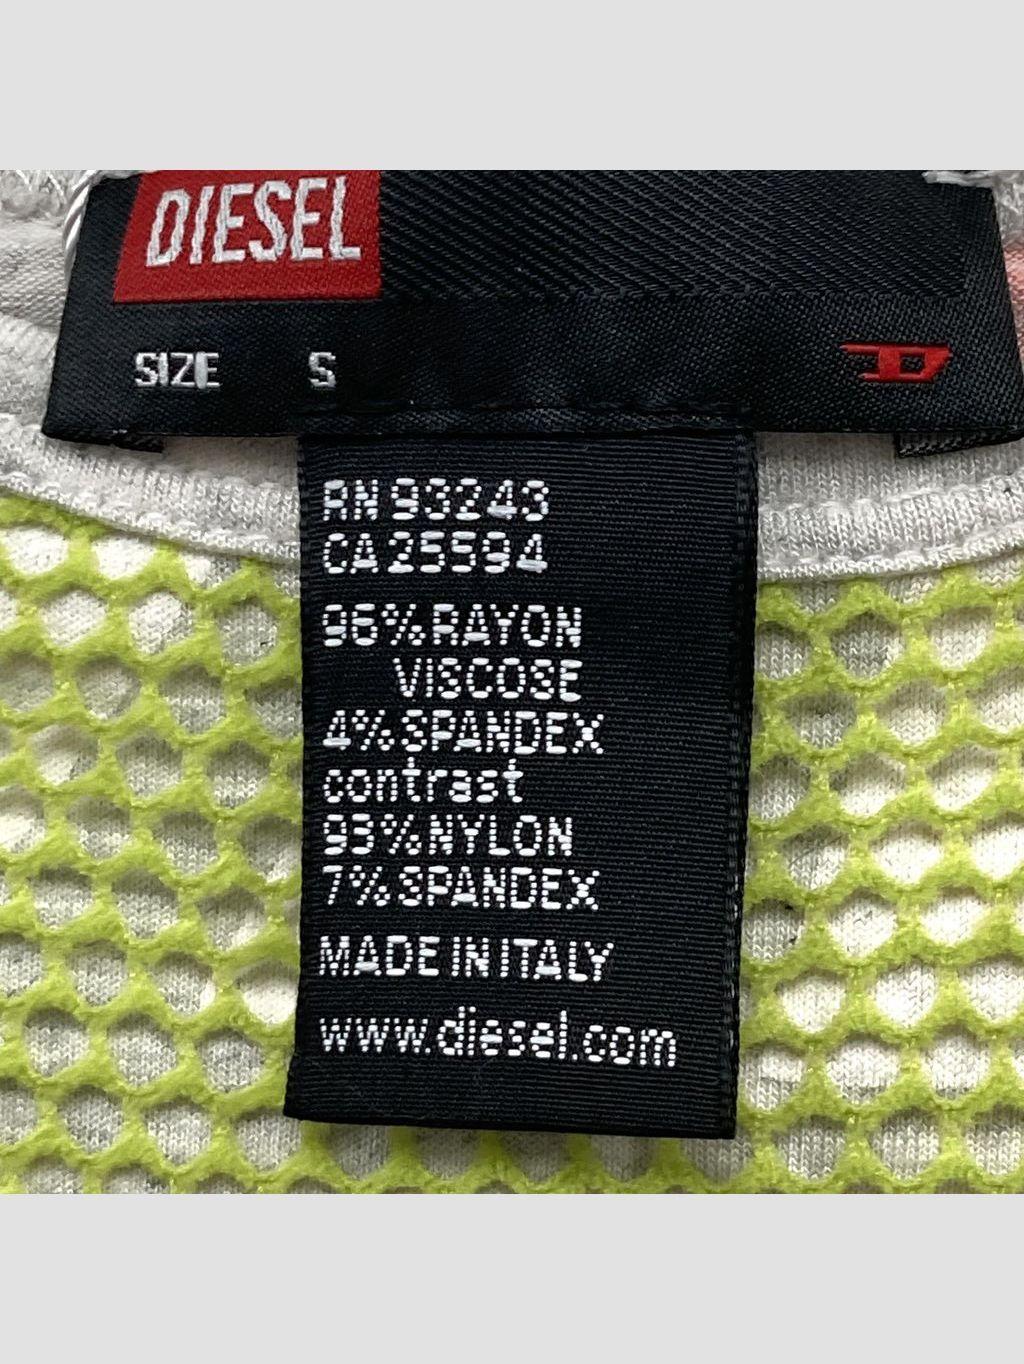 DIESEL
SIZE S
D
RN 93243
CA 25594
96% RAYON
VISCOSE
4% SPANDEX
contrast
93% NYLON
7% SPANDEX
MADE IN ITALY
www.diesel.com